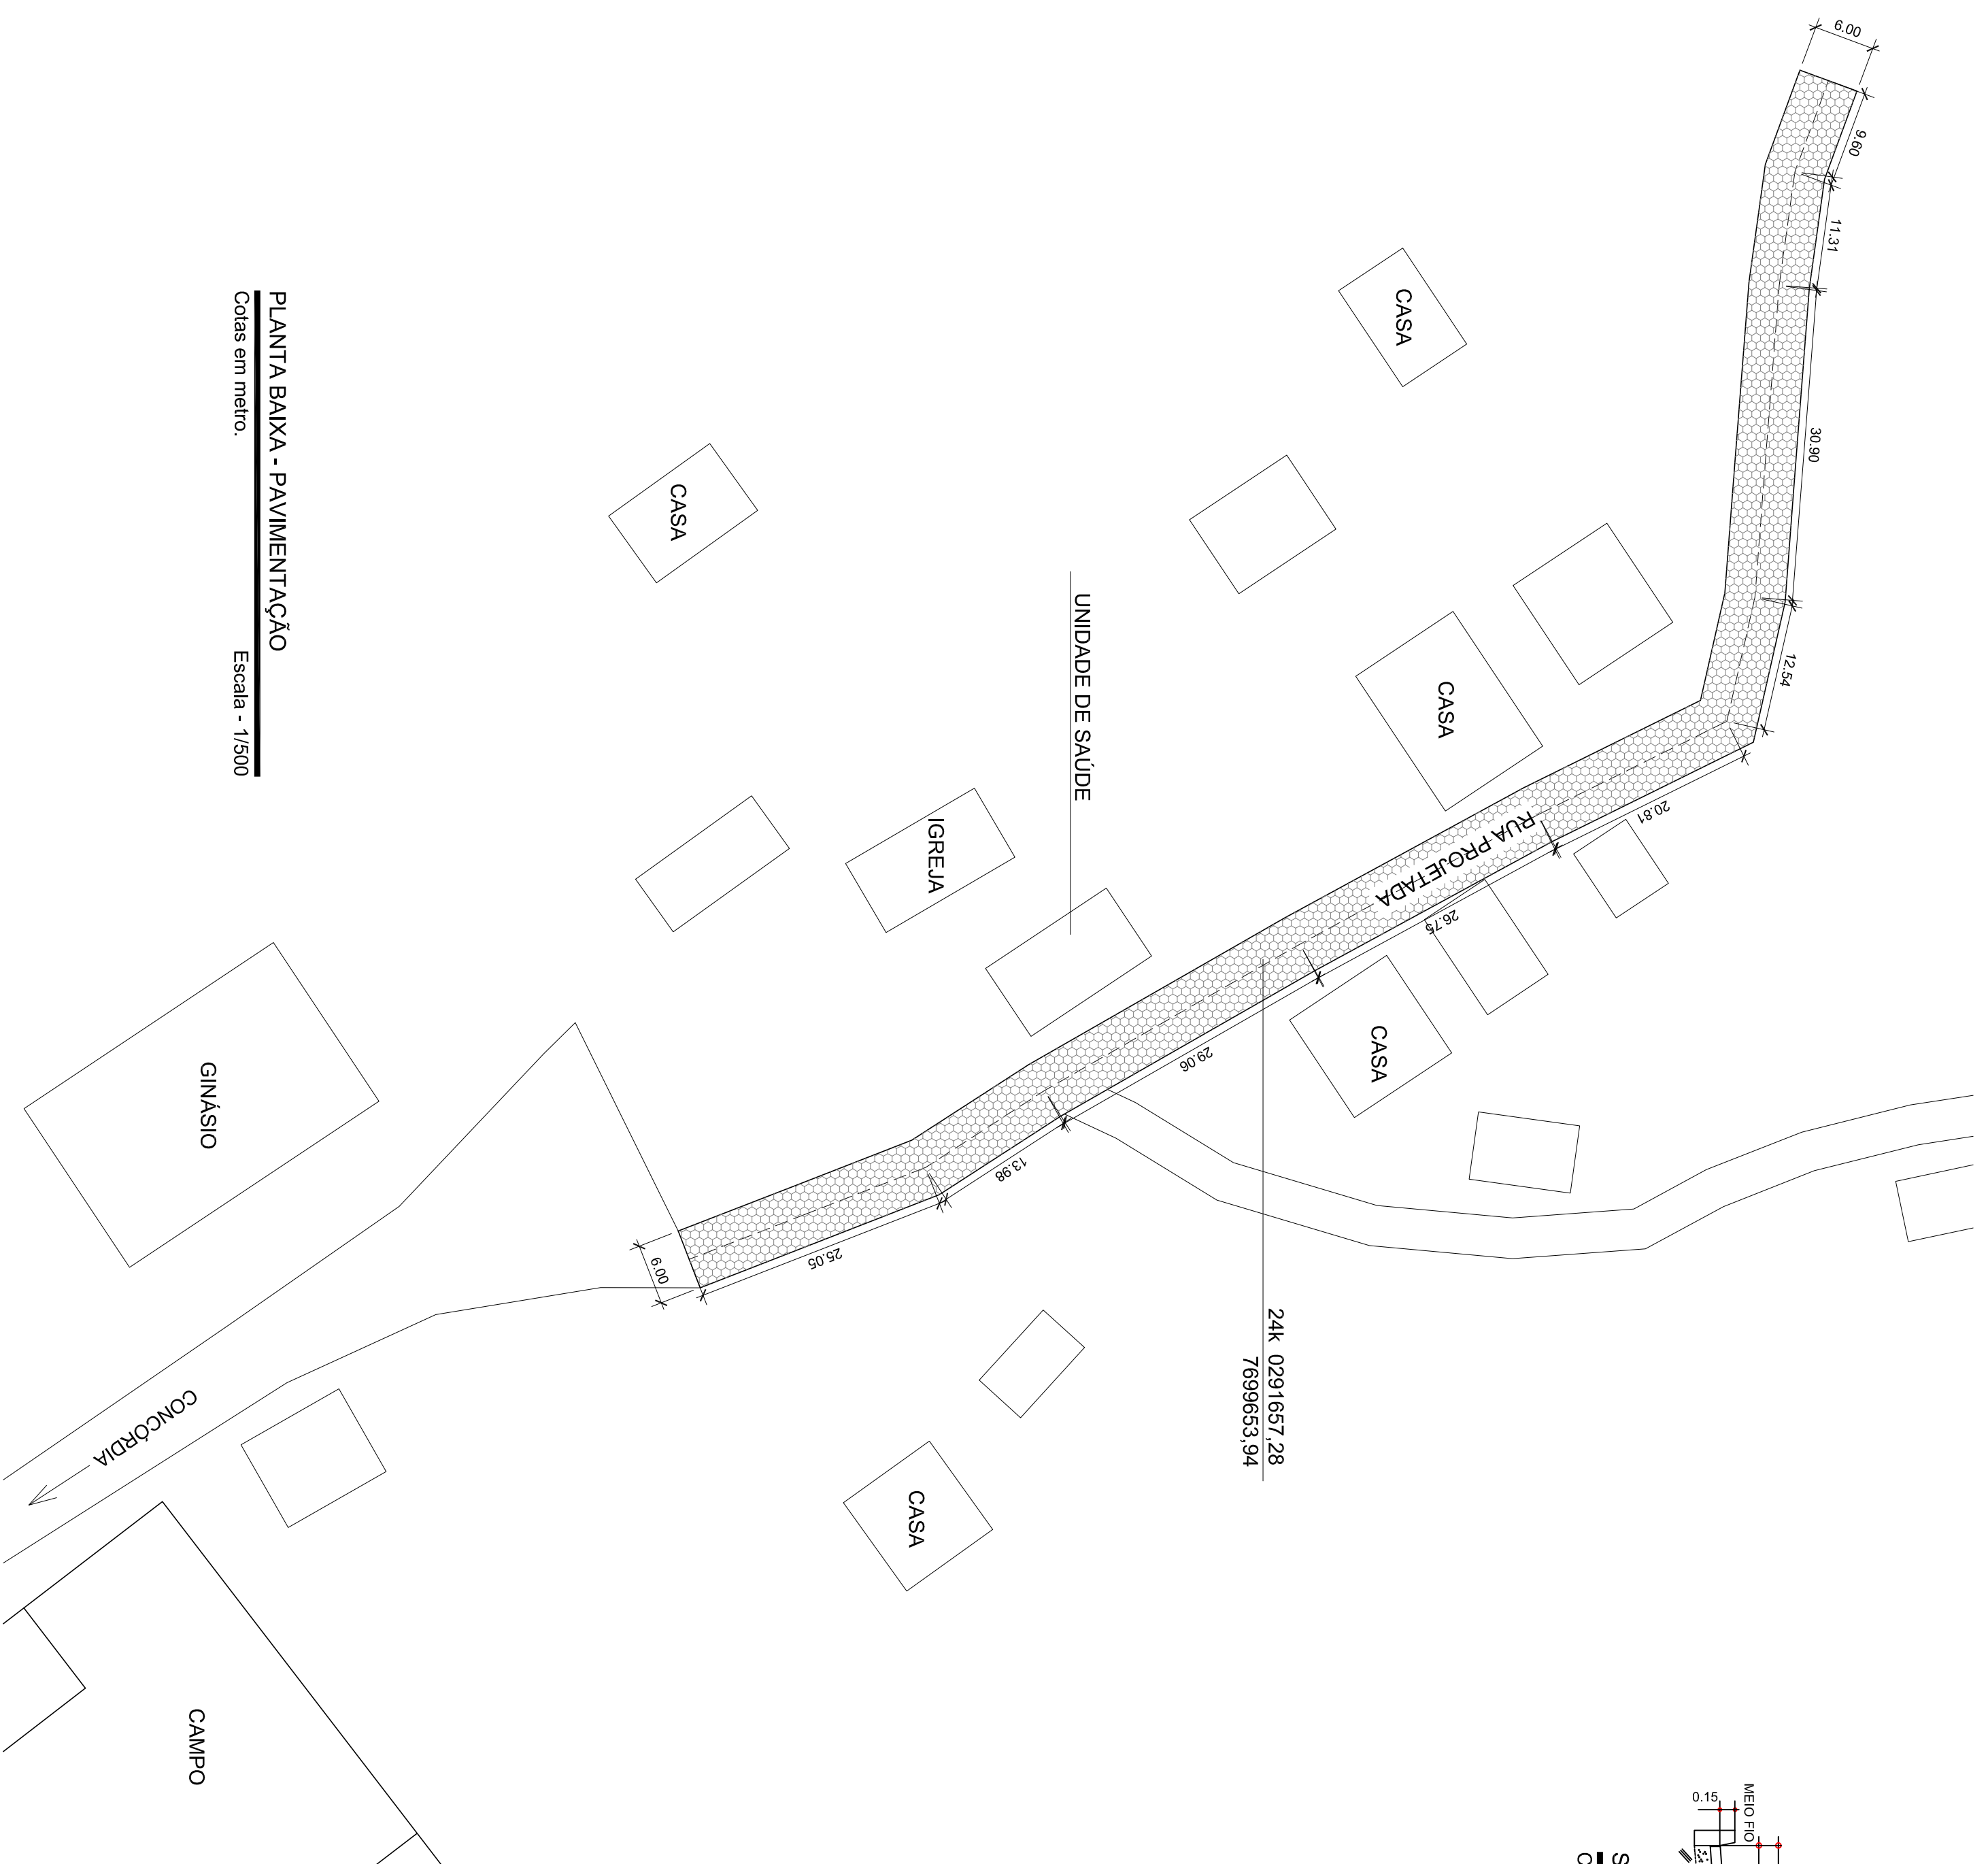 PLANTA BAIXA - PAVIMENTAÇÃO
Cotas em metro.
Escala - 1/500
6.00
9.60
11.31
30.90
12.54
20.81
26.75
29.06
13.98
25.05
6.00
RUA PROJETADA
CASA
CASA
CASA
UNIDADE DE SAÚDE
IGREJA
CASA
GINÁSIO
CONCÓRDIA
CASA
CAMPO
24k 0291657,28
7699653,94
MEIO FIO
0.15